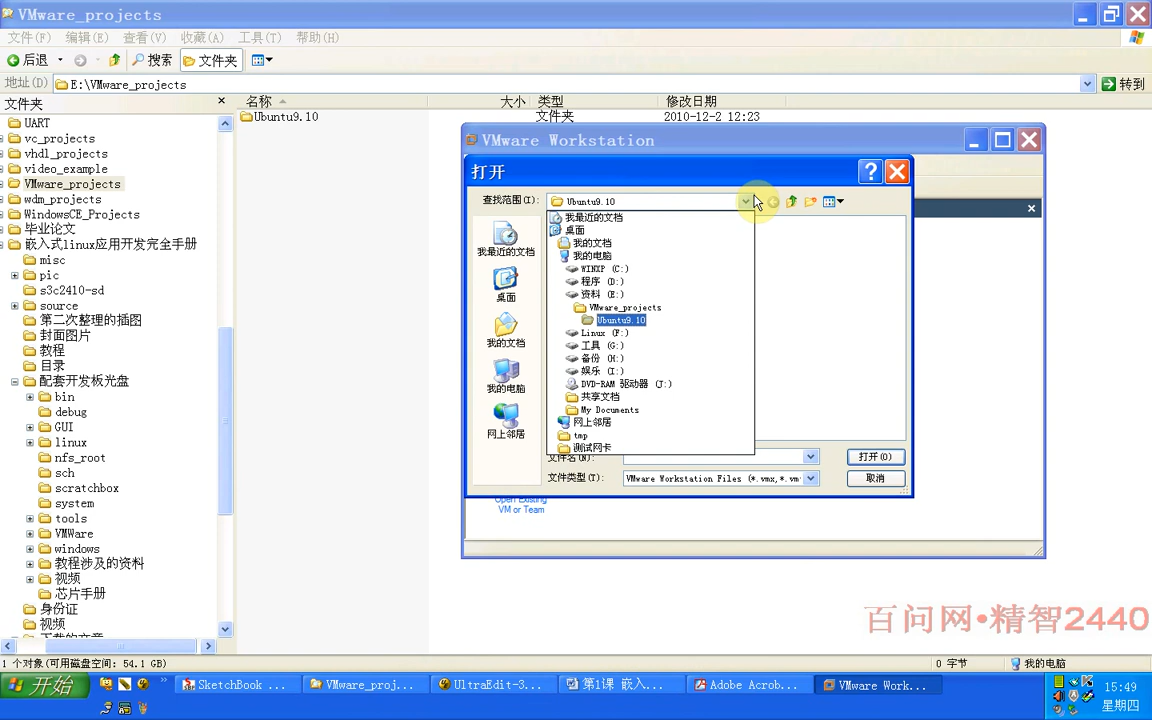 VMware_projects
文件(F) 编辑(E) 查看(V) 收藏(A) 工具(T) 帮助(H)
后退 搜索 文件夹
地址(D) E:\VMware_projects 转到
文件夹
名称 大小 类型 修改日期
Ubuntu9.10 文件夹 2010-12-2 12:23
UART
vc_projects
vhdl_projects
video_example
VMware_projects
wdm_projects
WindowsCE_Projects
毕业论文
嵌入式linux应用开发完全手册
misc
pic
s3c2410-sd
source
第二次整理的插图
封面图片
教程
目录
配套开发板光盘
bin
debug
GUI
linux
nfs_root
sch
scratchbox
system
tools
VMWare
windows
教程涉及的资料
视频
芯片手册
身份证
视频
VMware Workstation
打开
查找范围(I): Ubuntu9.10
我最近的文档
桌面
我的文档
我的电脑
网上邻居
我最近的文档
桌面
我的文档
我的电脑
WINXP (C:)
程序 (D:)
资料 (E:)
VMware_projects
Ubuntu9.10
Linux (F:)
工具 (G:)
备份 (H:)
娱乐 (I:)
DVD-RAM 驱动器 (J:)
共享文档
My Documents
网上邻居
tmp
测试网卡
文件名(N): 打开(O)
文件类型(T): VMware Workstation Files (*.vmx,*.vm 取消
Open Existing
VM or Team
百问网•精智2440
1 个对象(可用磁盘空间: 54.1 GB) 0 字节 我的电脑
开始 SketchBook ... VMware_proj... UltraEdit-3... 第1课 嵌入... Adobe Acrob... VMware Work...
15:49
星期四